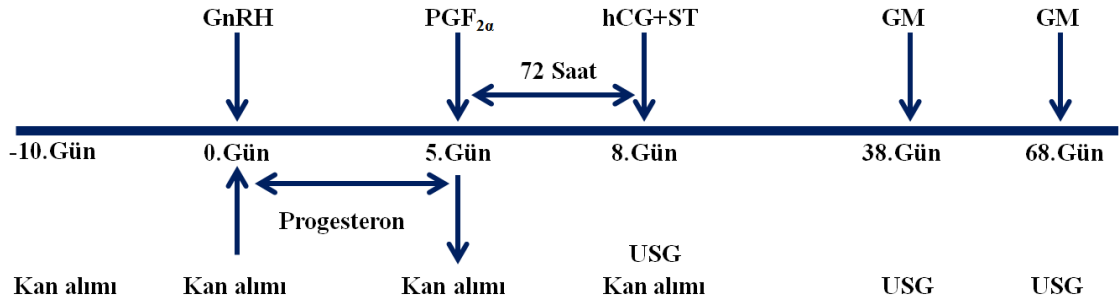 GnRH PGF2α hCG+ST GM GM
72 Saat
-10.Gün 0.Gün 5.Gün 8.Gün 38.Gün 68.Gün
Progesteron
USG
Kan alımı Kan alımı Kan alımı Kan alımı USG USG